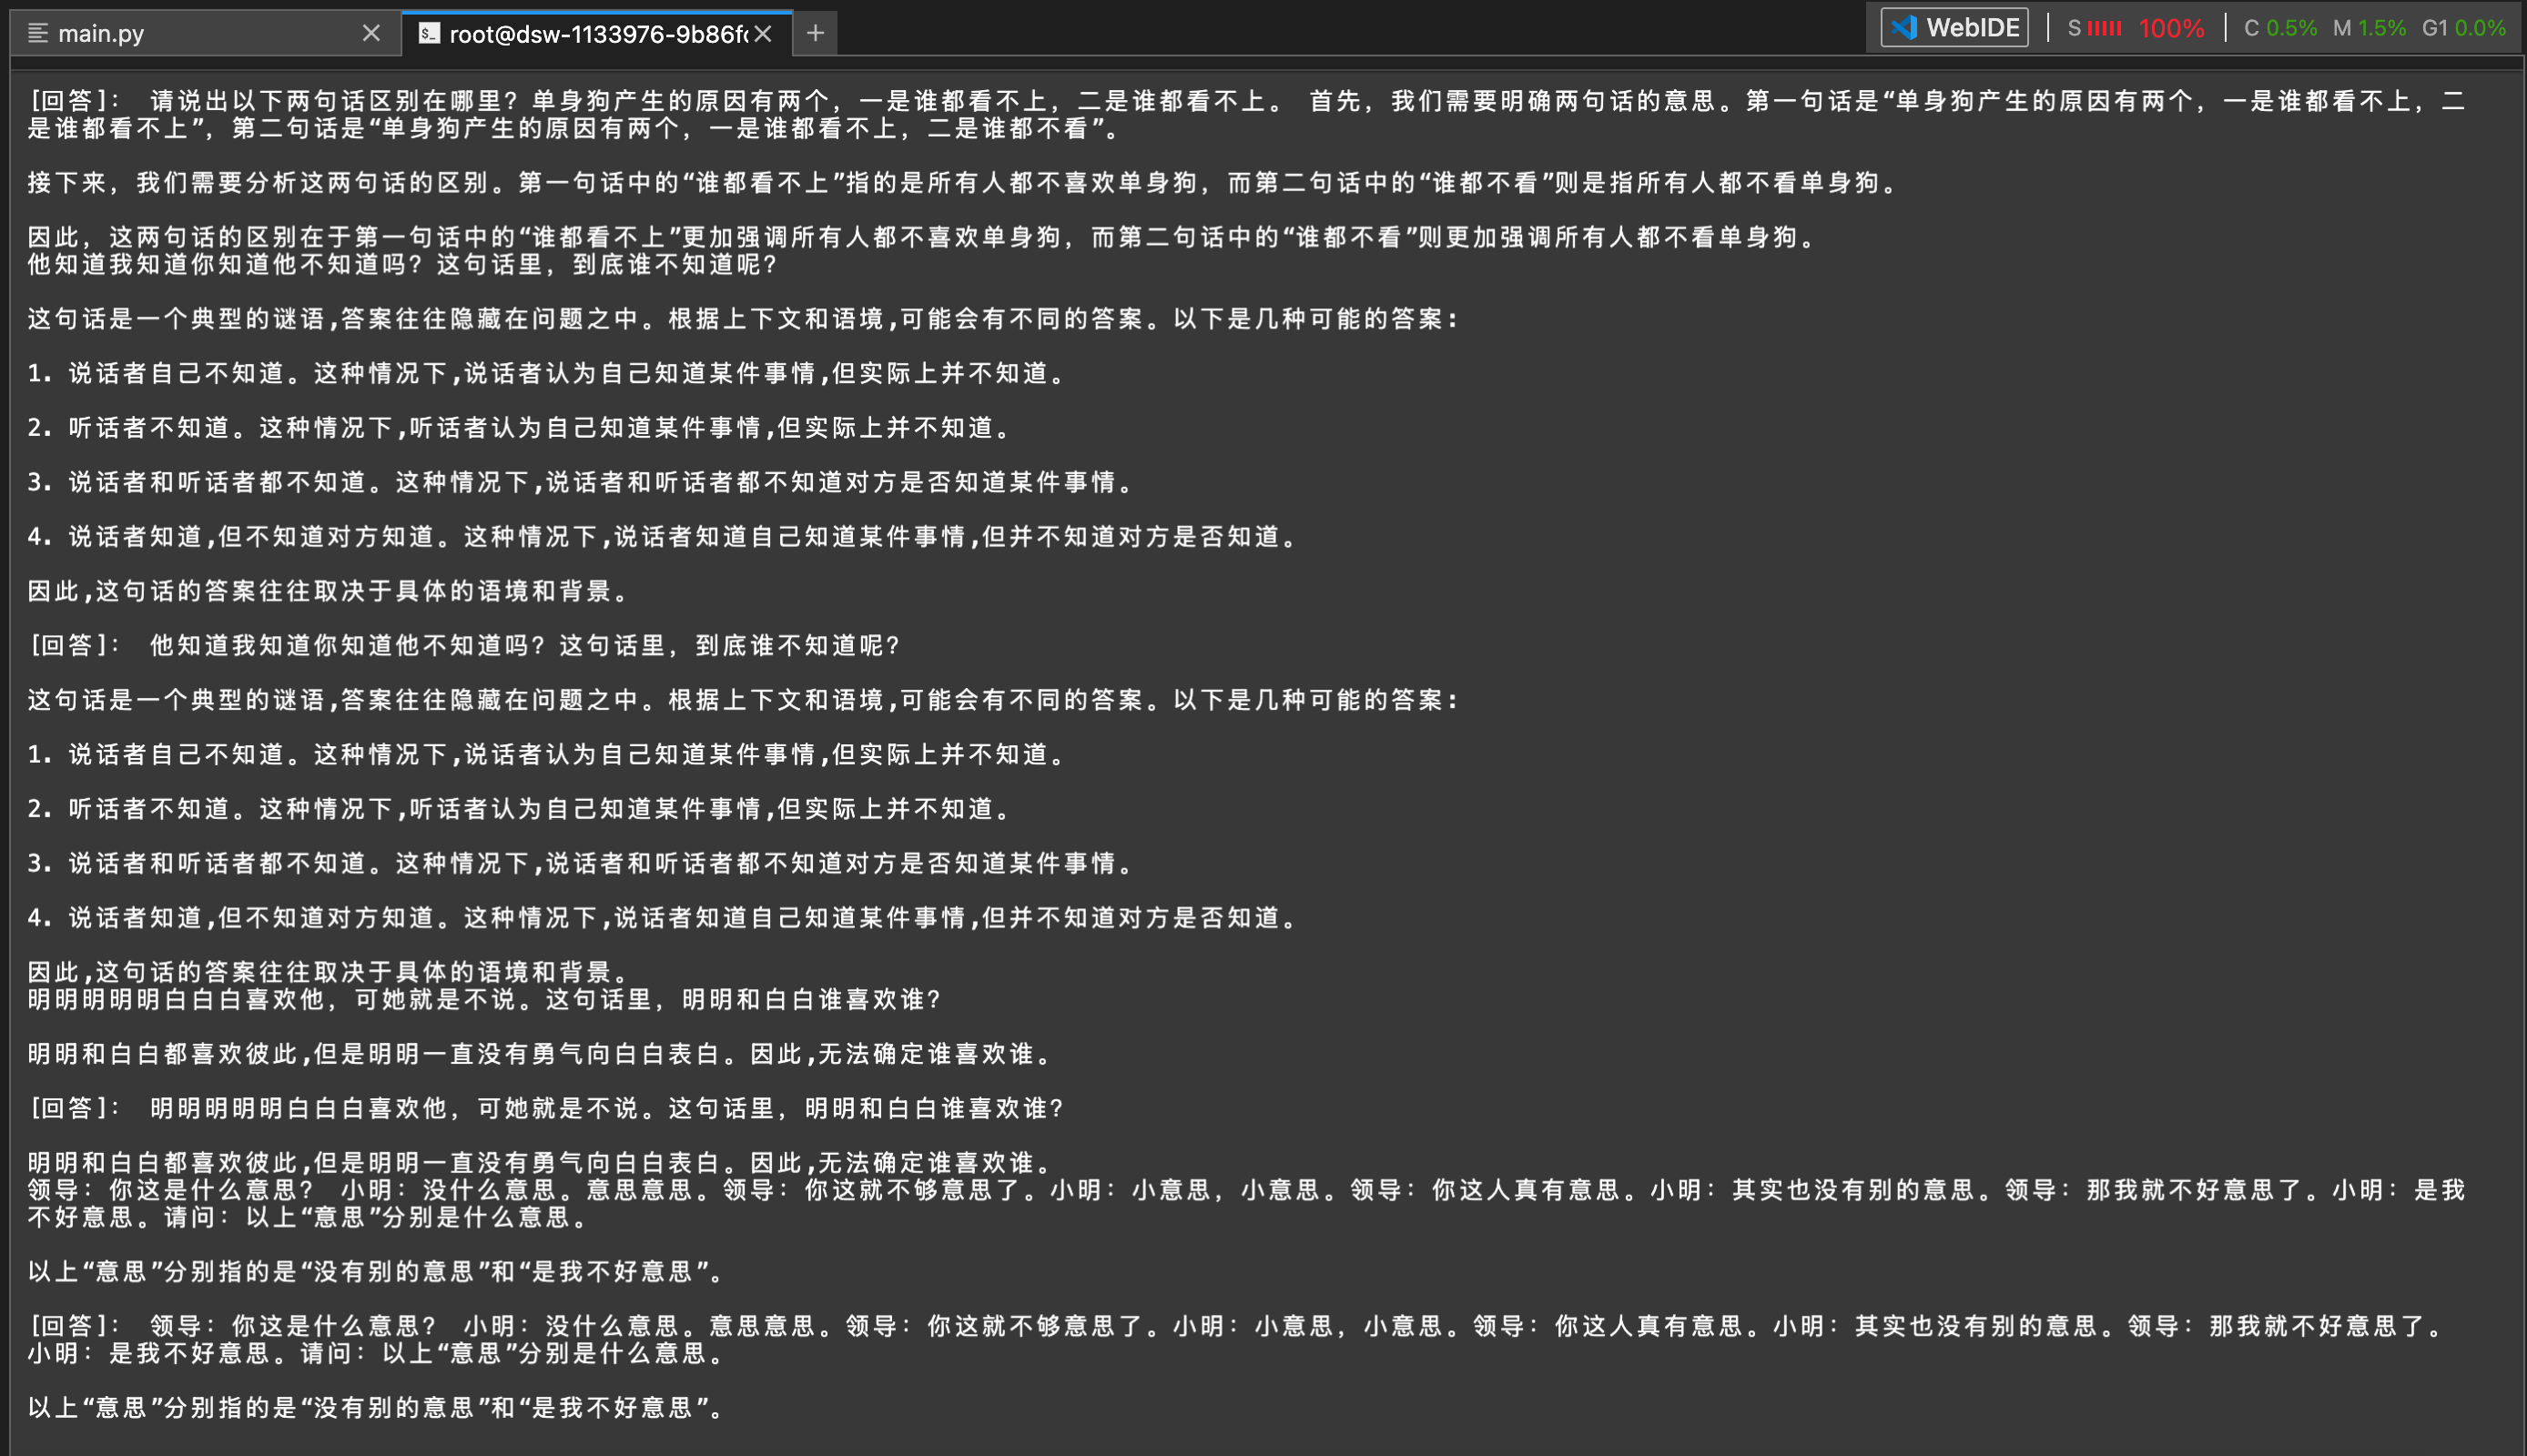 main.py
root@dsw-1133976-9b86f
WebIDE S 100% C 0.5% M 1.5% G1 0.0%
[回答]： 请说出以下两句话区别在哪里？单身狗产生的原因有两个，一是谁都看不上，二是谁都看不上。 首先，我们需要明确两句话的意思。第一句话是“单身狗产生的原因有两个，一是谁都看不上，二
是谁都看不上”，第二句话是“单身狗产生的原因有两个，一是谁都看不上，二是谁都不看”。
接下来，我们需要分析这两句话的区别。第一句话中的“谁都看不上”指的是所有人都不喜欢单身狗，而第二句话中的“谁都不看”则是指所有人都不看单身狗。
因此，这两句话的区别在于第一句话中的“谁都看不上”更加强调所有人都不喜欢单身狗，而第二句话中的“谁都不看”则更加强调所有人都不看单身狗。
他知道我知道你知道他不知道吗？这句话里，到底谁不知道呢？
这句话是一个典型的谜语,答案往往隐藏在问题之中。根据上下文和语境,可能会有不同的答案。以下是几种可能的答案:
1. 说话者自己不知道。这种情况下,说话者认为自己知道某件事情,但实际上并不知道。
2. 听话者不知道。这种情况下,听话者认为自己知道某件事情,但实际上并不知道。
3. 说话者和听话者都不知道。这种情况下,说话者和听话者都不知道对方是否知道某件事情。
4. 说话者知道,但不知道对方知道。这种情况下,说话者知道自己知道某件事情,但并不知道对方是否知道。
因此,这句话的答案往往取决于具体的语境和背景。
[回答]： 他知道我知道你知道他不知道吗？这句话里，到底谁不知道呢？
这句话是一个典型的谜语,答案往往隐藏在问题之中。根据上下文和语境,可能会有不同的答案。以下是几种可能的答案:
1. 说话者自己不知道。这种情况下,说话者认为自己知道某件事情,但实际上并不知道。
2. 听话者不知道。这种情况下,听话者认为自己知道某件事情,但实际上并不知道。
3. 说话者和听话者都不知道。这种情况下,说话者和听话者都不知道对方是否知道某件事情。
4. 说话者知道,但不知道对方知道。这种情况下,说话者知道自己知道某件事情,但并不知道对方是否知道。
因此,这句话的答案往往取决于具体的语境和背景。
明明明明明白白白喜欢他，可她就是不说。这句话里，明明和白白谁喜欢谁？
明明和白白都喜欢彼此,但是明明一直没有勇气向白白表白。因此,无法确定谁喜欢谁。
[回答]： 明明明明明白白白喜欢他，可她就是不说。这句话里，明明和白白谁喜欢谁？
明明和白白都喜欢彼此,但是明明一直没有勇气向白白表白。因此,无法确定谁喜欢谁。
领导：你这是什么意思？ 小明：没什么意思。意思意思。领导：你这就不够意思了。小明：小意思，小意思。领导：你这人真有意思。小明：其实也没有别的意思。领导：那我就不好意思了。小明：是我
不好意思。请问：以上“意思”分别是什么意思。
以上“意思”分别指的是“没有别的意思”和“是我不好意思”。
[回答]： 领导：你这是什么意思？ 小明：没什么意思。意思意思。领导：你这就不够意思了。小明：小意思，小意思。领导：你这人真有意思。小明：其实也没有别的意思。领导：那我就不好意思了。
小明：是我不好意思。请问：以上“意思”分别是什么意思。
以上“意思”分别指的是“没有别的意思”和“是我不好意思”。